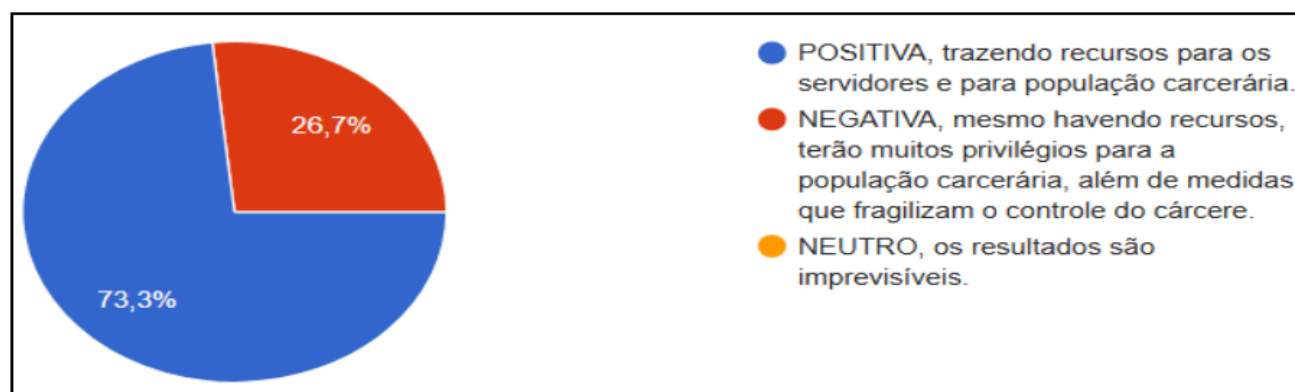 26,7%
73,3%
POSITIVA, trazendo recursos para os
servidores e para população carcerária.
NEGATIVA, mesmo havendo recursos,
terão muitos privilégios para a
população carcerária, além de medidas
que fragilizam o controle do cárcere.
NEUTRO, os resultados são
imprevisíveis.